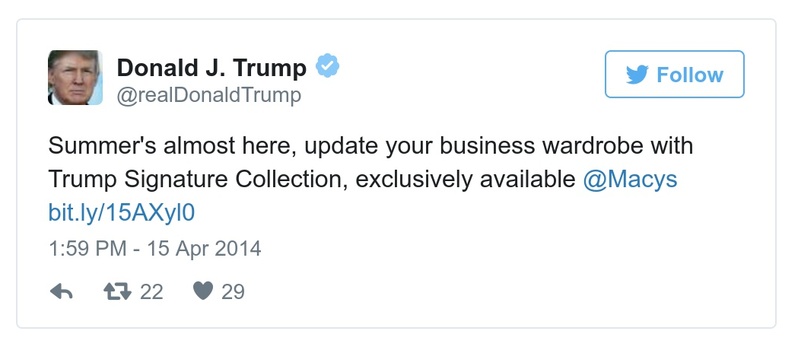 Donald J. Trump
@realDonaldTrump
Follow
Summer's almost here, update your business wardrobe with
Trump Signature Collection, exclusively available @Macys
bit.ly/15AXyl0
1:59 PM - 15 Apr 2014
22 29